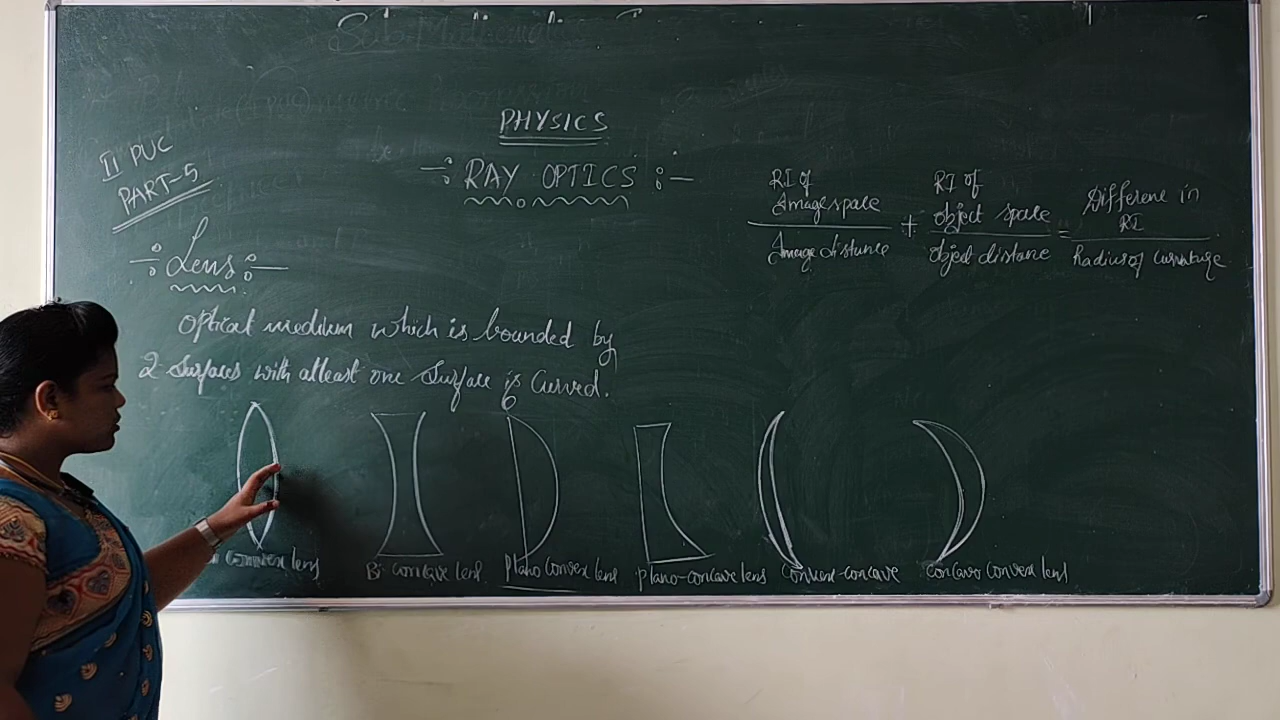 PHYSICS
II PUC
PART-5
RAY OPTICS
Lens
Optical medium which is bounded by
2 Surfaces with atleast one Surface is Curved.
RI of
Image space
Image distance
+
RI of
object space
object distance
=
Differene in
RI
Radius of curvature
convex lens
Bi-concave lens
Plano convex lens
plano-concave lens
Convex-concave
Concavo convex lens